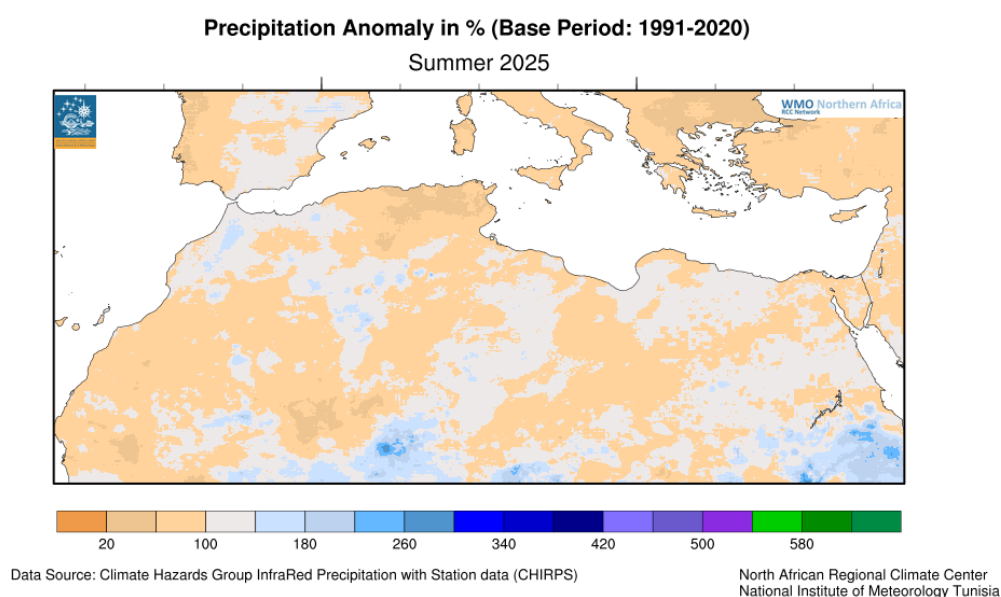 Precipitation Anomaly in % (Base Period: 1991-2020)
Summer 2025
WMO Northern Africa
RCC Network
20 100 180 260 340 420 500 580
Data Source: Climate Hazards Group InfraRed Precipitation with Station data (CHIRPS)
North African Regional Climate Center
National Institute of Meteorology Tunisia